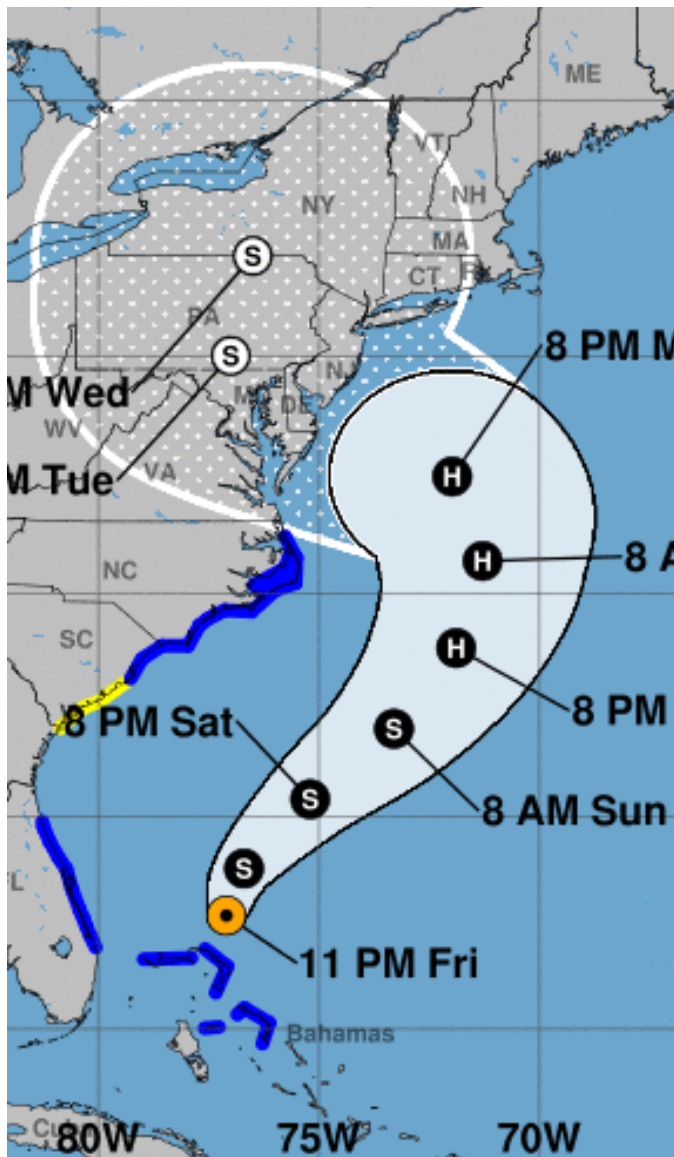 ME
VT
NH
NY
MA
CT
R
S
PA
S
NJ
8 PM M
M Wed
MD
DE
WV
M Tue
VA
H
H
8 A
NC
SC
H
8 PM
8 PM Sat
S
S
8 AM Sun
S
FL
11 PM Fri
Bahamas
Cu
80W
75W
70W